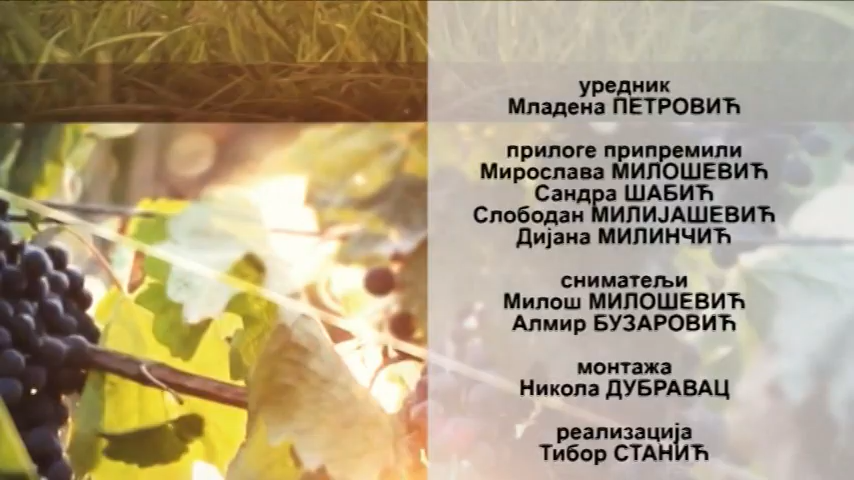 уредник
Младена ПЕТРОВИЋ
прилоге припремили
Мирослава МИЛОШЕВИЋ
Сандра ШАБИЋ
Слободан МИЛИЈАШЕВИЋ
Дијана МИЛИНЧИЋ
сниматељи
Милош МИЛОШЕВИЋ
Алмир БУЗАРОВИЋ
монтажа
Никола ДУБРАВАЦ
реализација
Тибор СТАНИЋ